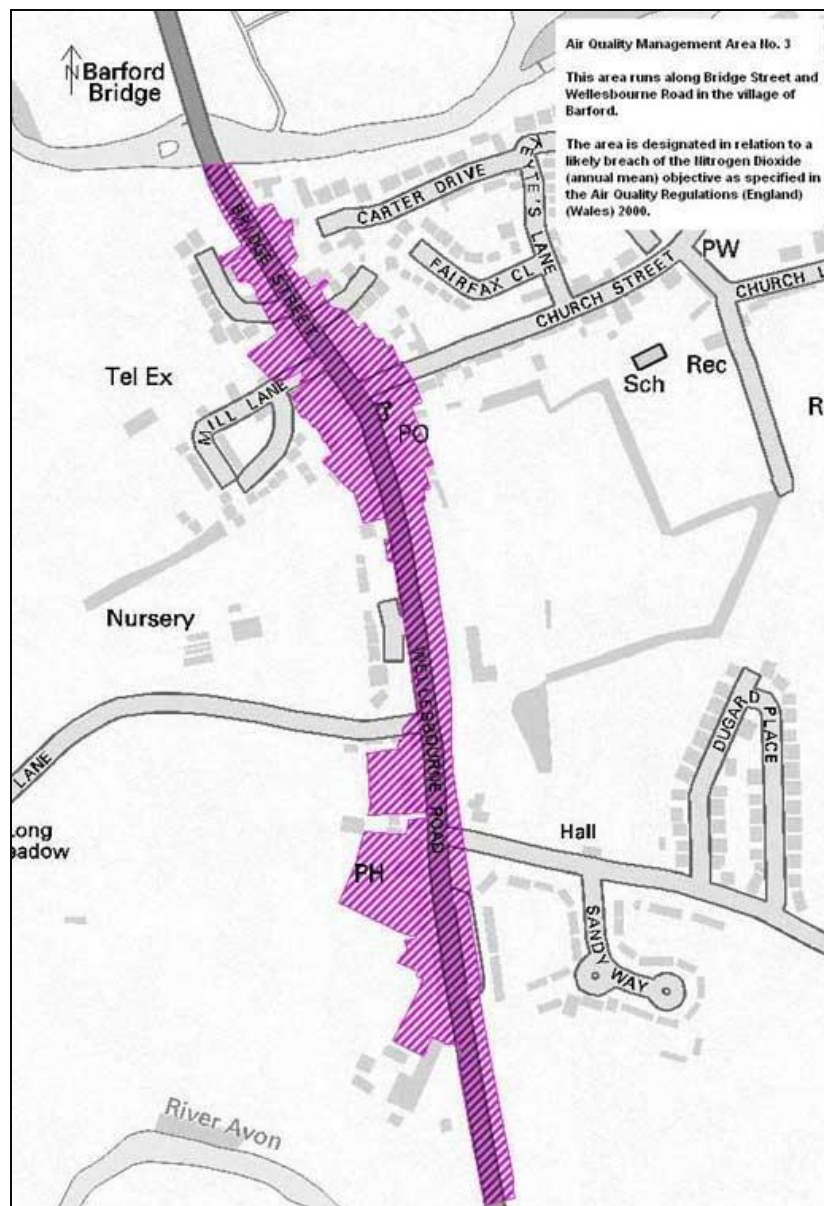 Air Quality Management Area No. 3
This area runs along Bridge Street and
Wellesbourne Road in the village of
Barford.
The area is designated in relation to a
likely breach of the Nitrogen Dioxide
(annual mean) objective as specified in
the Air Quality Regulations (England)
(Wales) 2000.
N
Barford
Bridge
BRIDGE STREET
CARTER DRIVE
KEYTE'S LANE
FAIRFAX CL
CHURCH STREET
PW
CHURCH L
Tel Ex
MILL LANE
PO
Sch
Rec
R
Nursery
WELLESBOURNE ROAD
LANE
Long
eadow
PH
Hall
DUGARD PLACE
SANDY WAY
River Avon